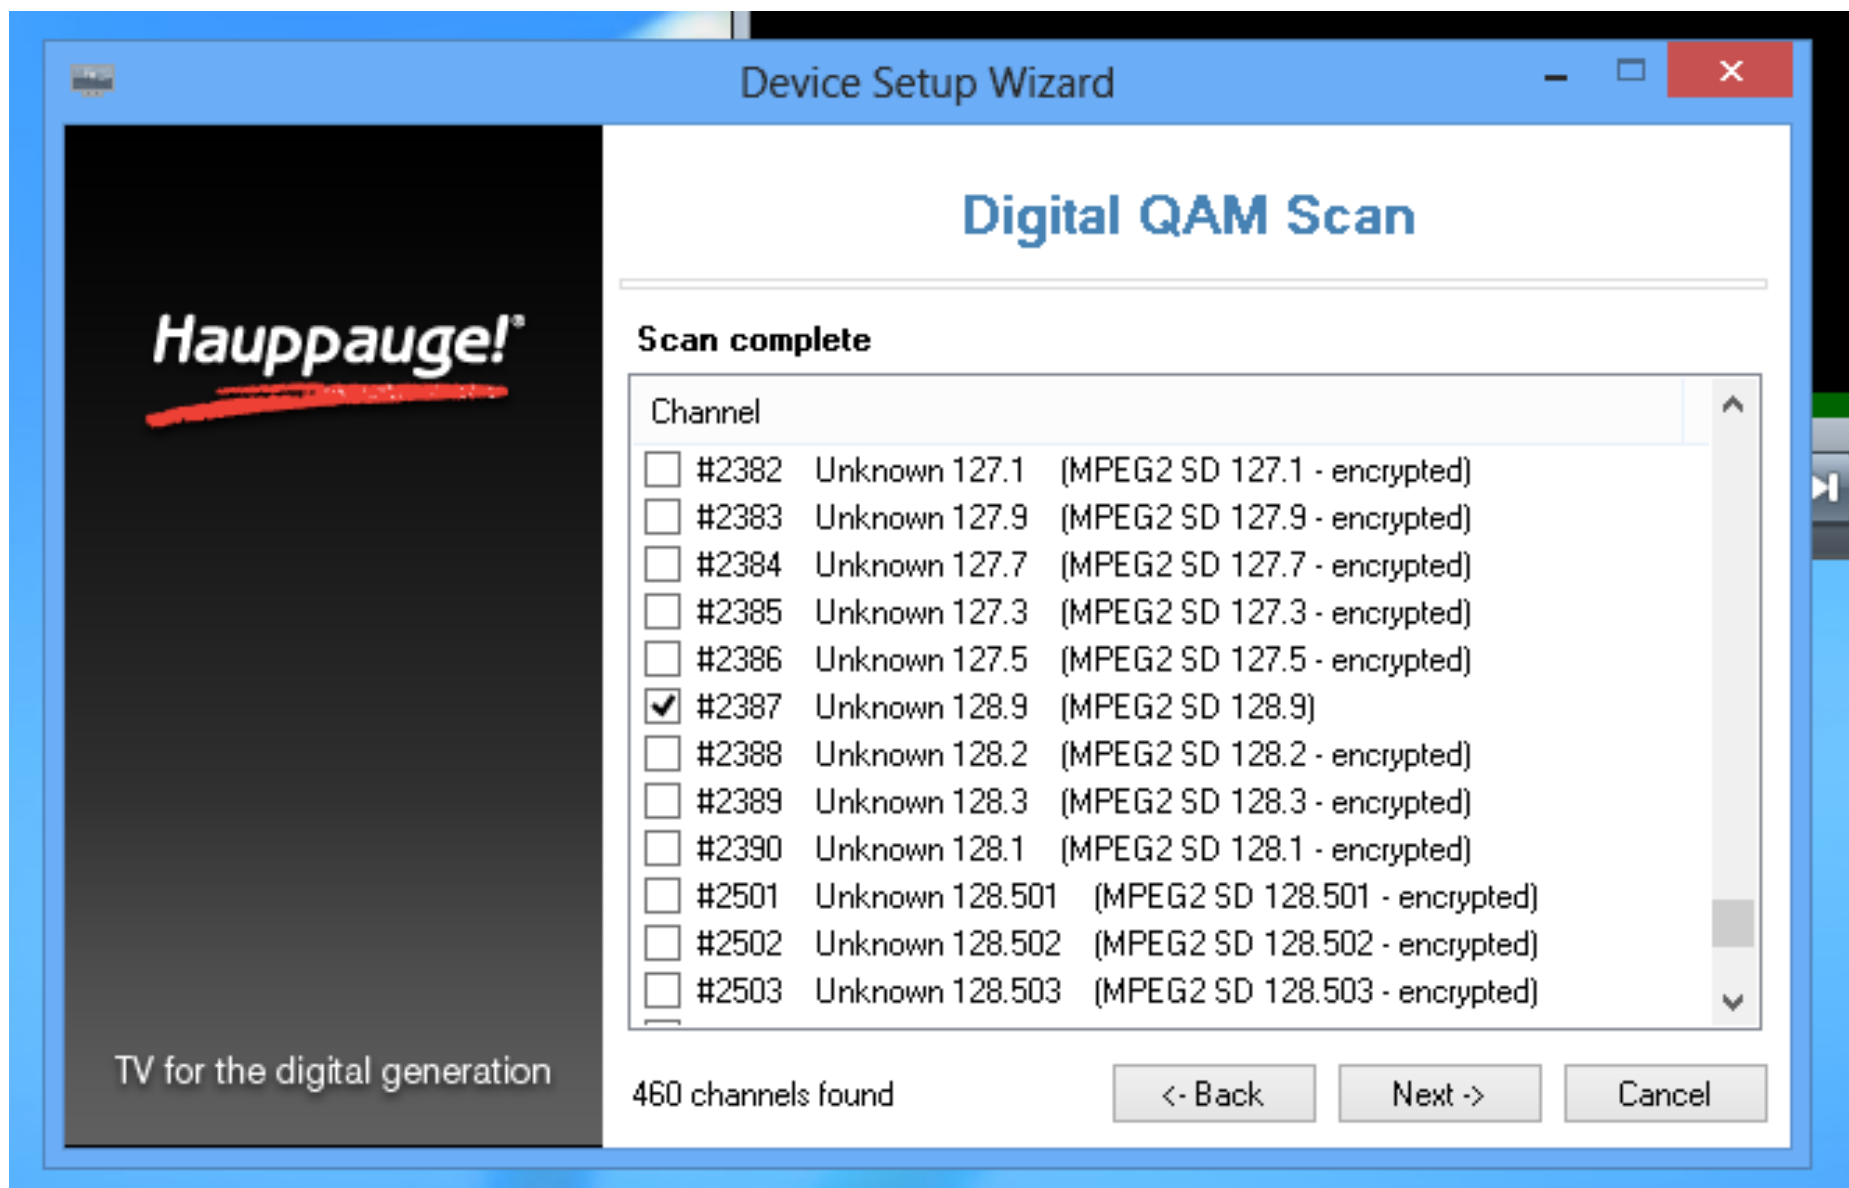 Device Setup Wizard
Digital QAM Scan
Hauppauge!®
Scan complete
Channel
#2382 Unknown 127.1 (MPEG2 SD 127.1 - encrypted)
#2383 Unknown 127.9 (MPEG2 SD 127.9 - encrypted)
#2384 Unknown 127.7 (MPEG2 SD 127.7 - encrypted)
#2385 Unknown 127.3 (MPEG2 SD 127.3 - encrypted)
#2386 Unknown 127.5 (MPEG2 SD 127.5 - encrypted)
#2387 Unknown 128.9 (MPEG2 SD 128.9)
#2388 Unknown 128.2 (MPEG2 SD 128.2 - encrypted)
#2389 Unknown 128.3 (MPEG2 SD 128.3 - encrypted)
#2390 Unknown 128.1 (MPEG2 SD 128.1 - encrypted)
#2501 Unknown 128.501 (MPEG2 SD 128.501 - encrypted)
#2502 Unknown 128.502 (MPEG2 SD 128.502 - encrypted)
#2503 Unknown 128.503 (MPEG2 SD 128.503 - encrypted)
TV for the digital generation
460 channels found
<- Back
Next ->
Cancel